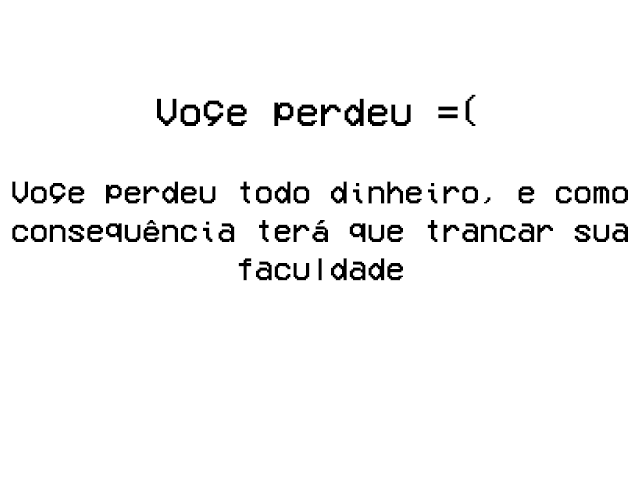 Voçe perdeu =(
Voçe perdeu todo dinheiro, e como
consequência terá que trancar sua
faculdade